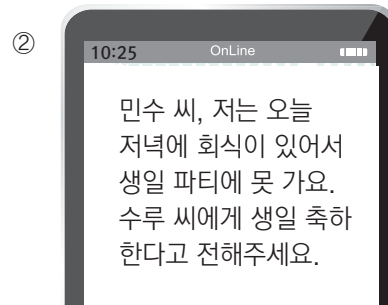 ②
10:25 OnLine
민수 씨, 저는 오늘
저녁에 회식이 있어서
생일 파티에 못 가요.
수루 씨에게 생일 축하
한다고 전해주세요.